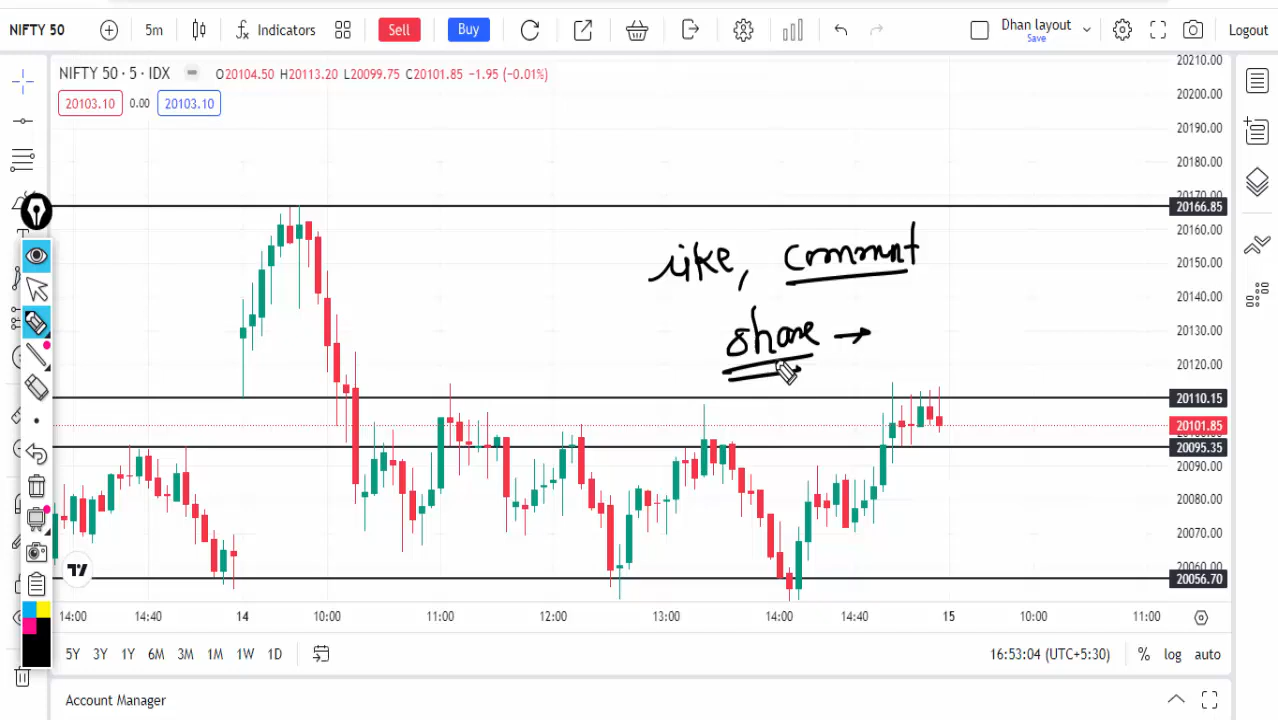 NIFTY 50 5m Indicators Sell Buy Dhan layout Save Logout
NIFTY 50 · 5 · IDX O20104.50 H20113.20 L20099.75 C20101.85 −1.95 (−0.01%)
20103.10 0.00 20103.10
20210.00
20200.00
20190.00
20180.00
20170.00
20166.85
20160.00
like, comment
20150.00
20140.00
share →
20130.00
20120.00
20110.15
20101.85
20095.35
20090.00
20080.00
20070.00
20060.00
20056.70
14:00 14:40 14 10:00 11:00 12:00 13:00 14:00 14:40 15 10:00 11:00
5Y 3Y 1Y 6M 3M 1M 1W 1D 16:53:04 (UTC+5:30) % log auto
Account Manager